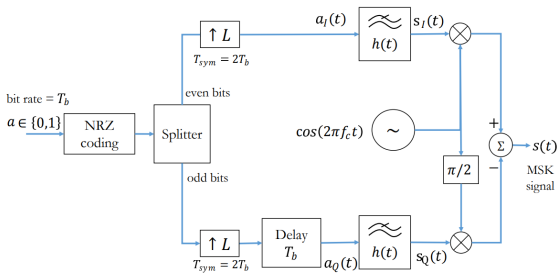 a_I(t)
s_I(t)
↑ L
h(t)
T_sym = 2T_b
bit rate = T_b
even bits
a ∈ {0,1}
NRZ
coding
Splitter
cos(2πf_c t)
~
+
Σ
s(t)
−
MSK
signal
π/2
odd bits
Delay
T_b
↑ L
h(t)
T_sym = 2T_b
a_Q(t)
s_Q(t)